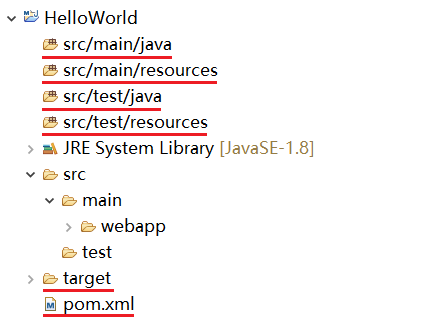 HelloWorld
src/main/java
src/main/resources
src/test/java
src/test/resources
JRE System Library [JavaSE-1.8]
src
main
webapp
test
target
pom.xml